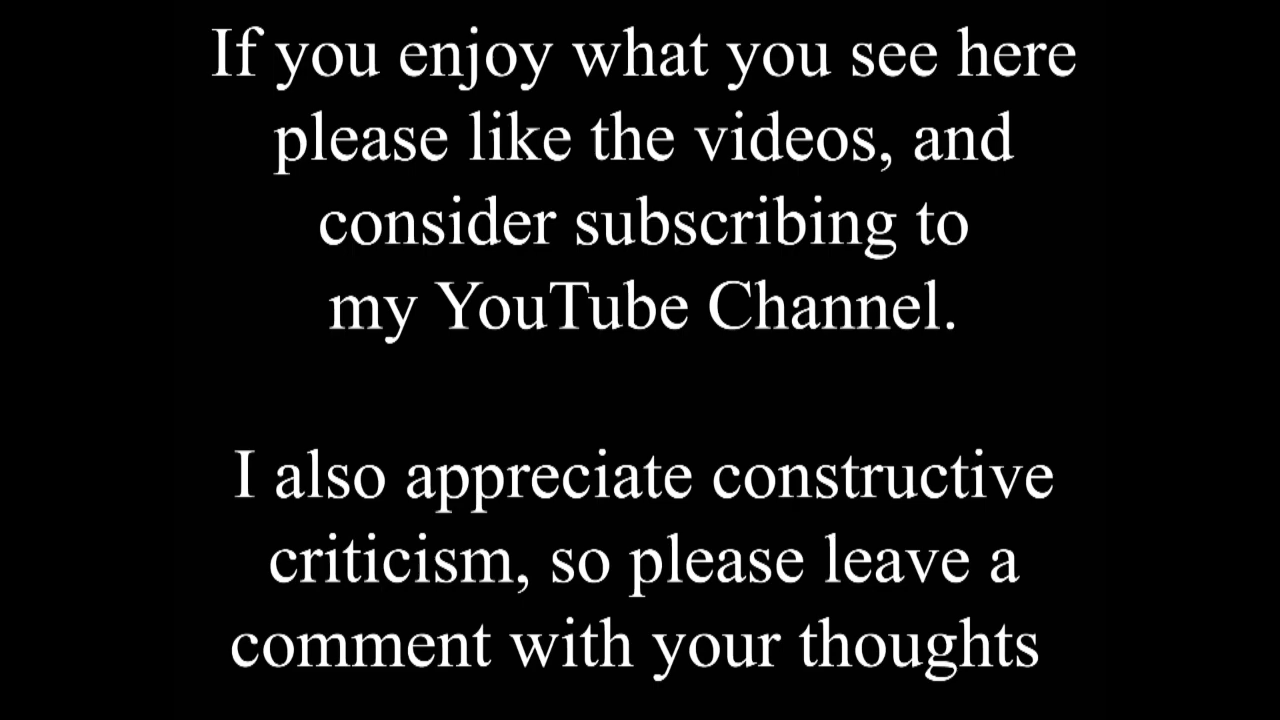 If you enjoy what you see here
please like the videos, and
consider subscribing to
my YouTube Channel.
I also appreciate constructive
criticism, so please leave a
comment with your thoughts